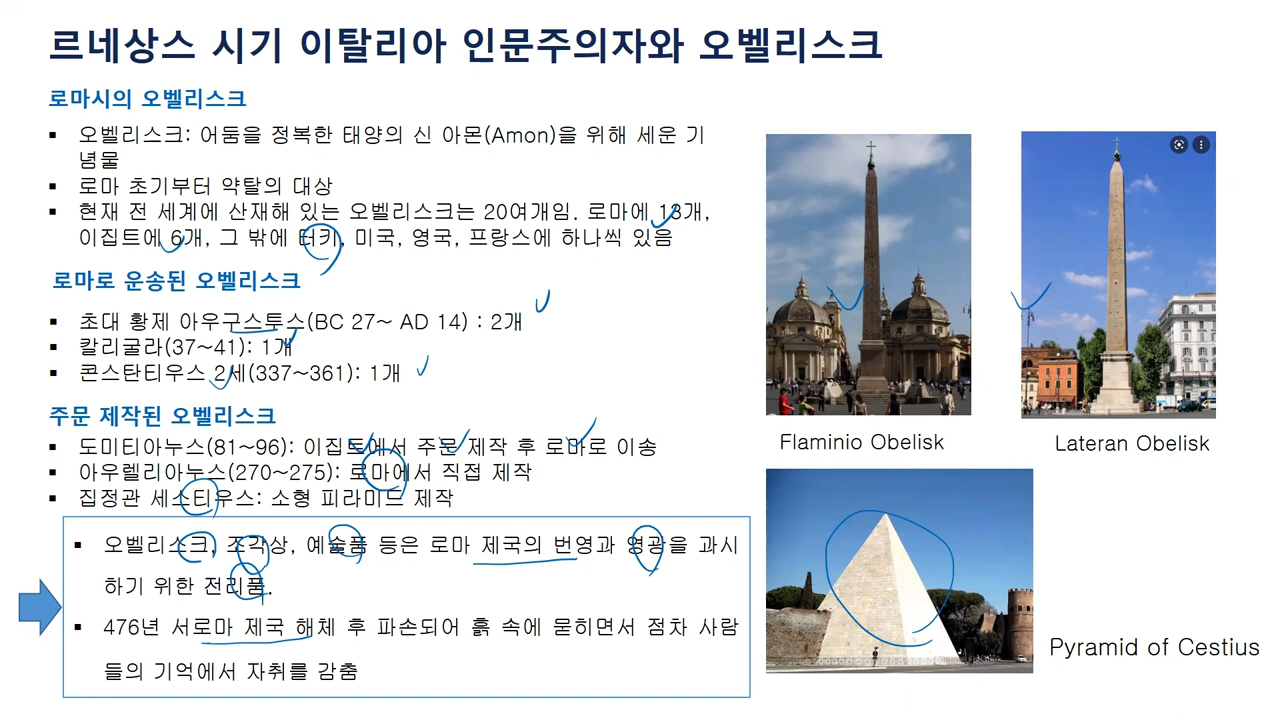 르네상스 시기 이탈리아 인문주의자와 오벨리스크
로마시의 오벨리스크
▪ 오벨리스크: 어둠을 정복한 태양의 신 아몬(Amon)을 위해 세운 기
념물
▪ 로마 초기부터 약탈의 대상
▪ 현재 전 세계에 산재해 있는 오벨리스크는 20여개임. 로마에 13개,
이집트에 6개, 그 밖에 터키, 미국, 영국, 프랑스에 하나씩 있음
로마로 운송된 오벨리스크
▪ 초대 황제 아우구스투스(BC 27~ AD 14) : 2개
▪ 칼리굴라(37~41): 1개
▪ 콘스탄티우스 2세(337~361): 1개
주문 제작된 오벨리스크
▪ 도미티아누스(81~96): 이집트에서 주문 제작 후 로마로 이송
▪ 아우렐리아누스(270~275): 로마에서 직접 제작
▪ 집정관 세스티우스: 소형 피라미드 제작
▪ 오벨리스크, 조각상, 예술품 등은 로마 제국의 번영과 영광을 과시
하기 위한 전리품.
▪ 476년 서로마 제국 해체 후 파손되어 흙 속에 묻히면서 점차 사람
들의 기억에서 자취를 감춤
Flaminio Obelisk
Lateran Obelisk
Pyramid of Cestius